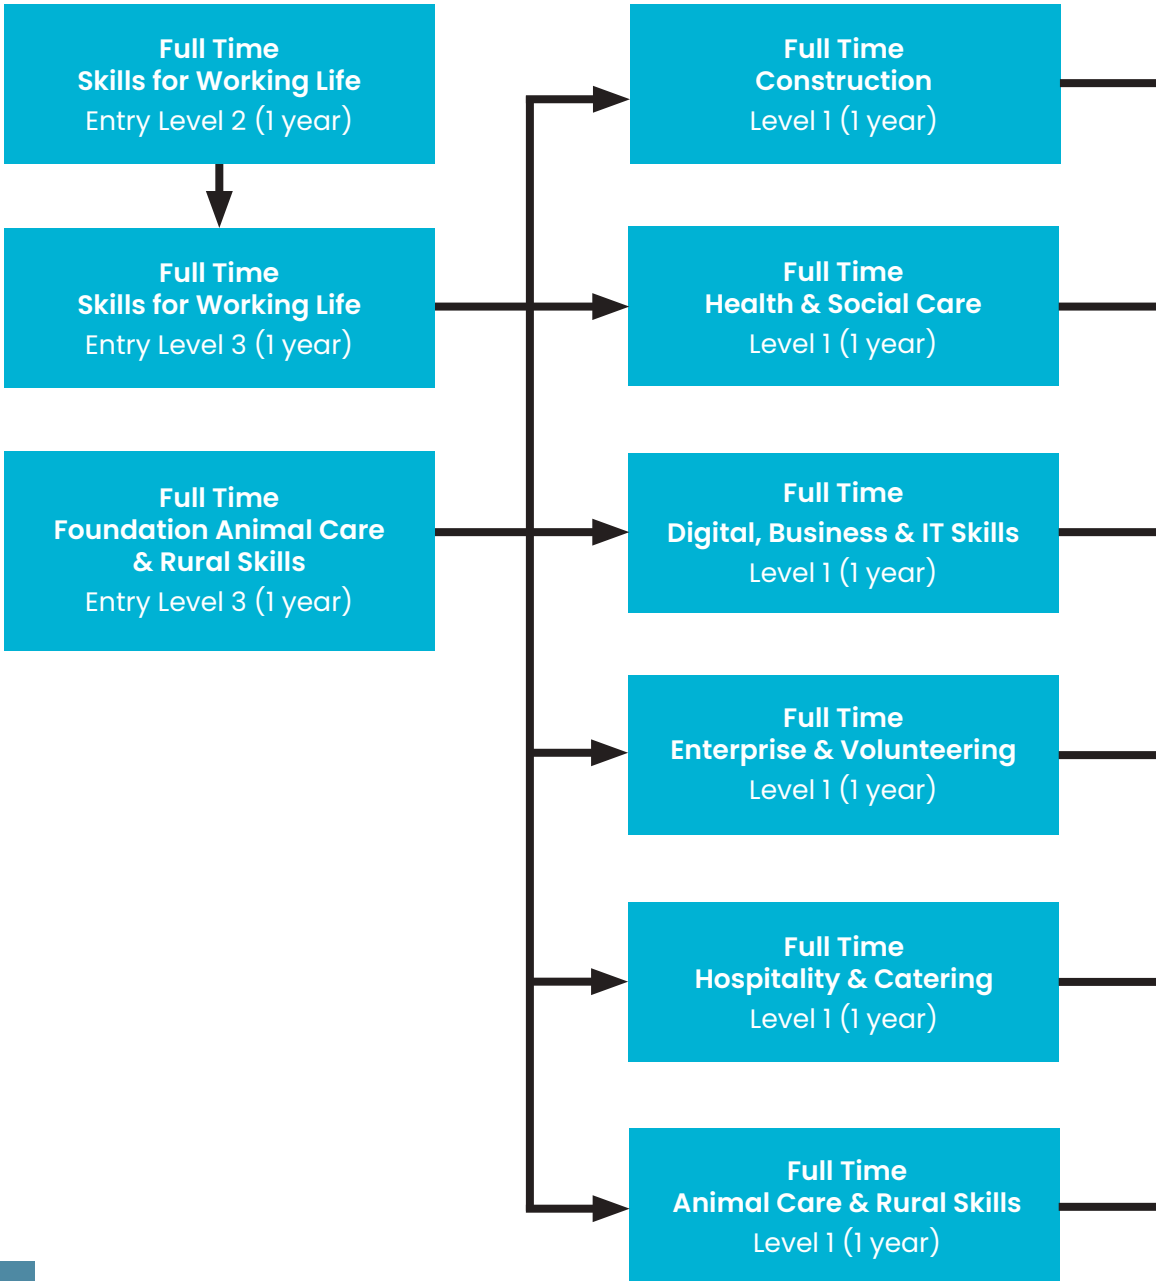 Full Time
Skills for Working Life
Entry Level 2 (1 year)
Full Time
Skills for Working Life
Entry Level 3 (1 year)
Full Time
Foundation Animal Care
& Rural Skills
Entry Level 3 (1 year)
Full Time
Construction
Level 1 (1 year)
Full Time
Health & Social Care
Level 1 (1 year)
Full Time
Digital, Business & IT Skills
Level 1 (1 year)
Full Time
Enterprise & Volunteering
Level 1 (1 year)
Full Time
Hospitality & Catering
Level 1 (1 year)
Full Time
Animal Care & Rural Skills
Level 1 (1 year)